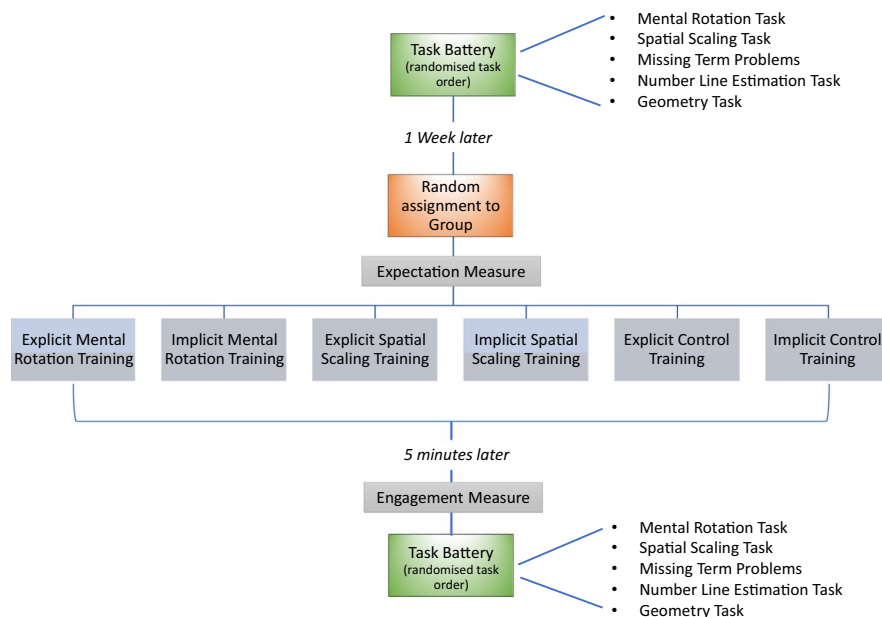 Task Battery
(randomised task
order)
• Mental Rotation Task
• Spatial Scaling Task
• Missing Term Problems
• Number Line Estimation Task
• Geometry Task
1 Week later
Random
assignment to
Group
Expectation Measure
Explicit Mental
Rotation Training
Implicit Mental
Rotation Training
Explicit Spatial
Scaling Training
Implicit Spatial
Scaling Training
Explicit Control
Training
Implicit Control
Training
5 minutes later
Engagement Measure
Task Battery
(randomised task
order)
• Mental Rotation Task
• Spatial Scaling Task
• Missing Term Problems
• Number Line Estimation Task
• Geometry Task